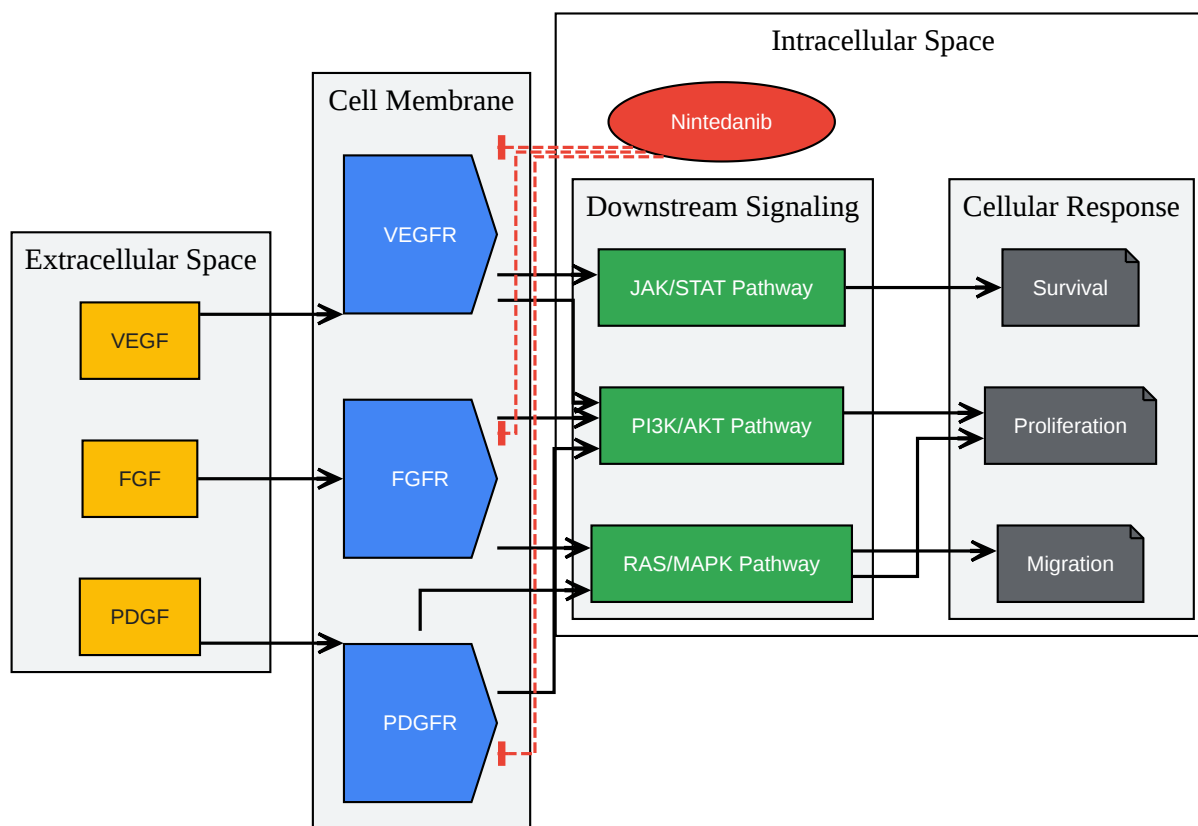 Intracellular Space
Cell Membrane
Nintedanib
Downstream Signaling
Cellular Response
Extracellular Space
VEGFR
JAK/STAT Pathway
Survival
VEGF
FGFR
PI3K/AKT Pathway
Proliferation
FGF
RAS/MAPK Pathway
Migration
PDGF
PDGFR